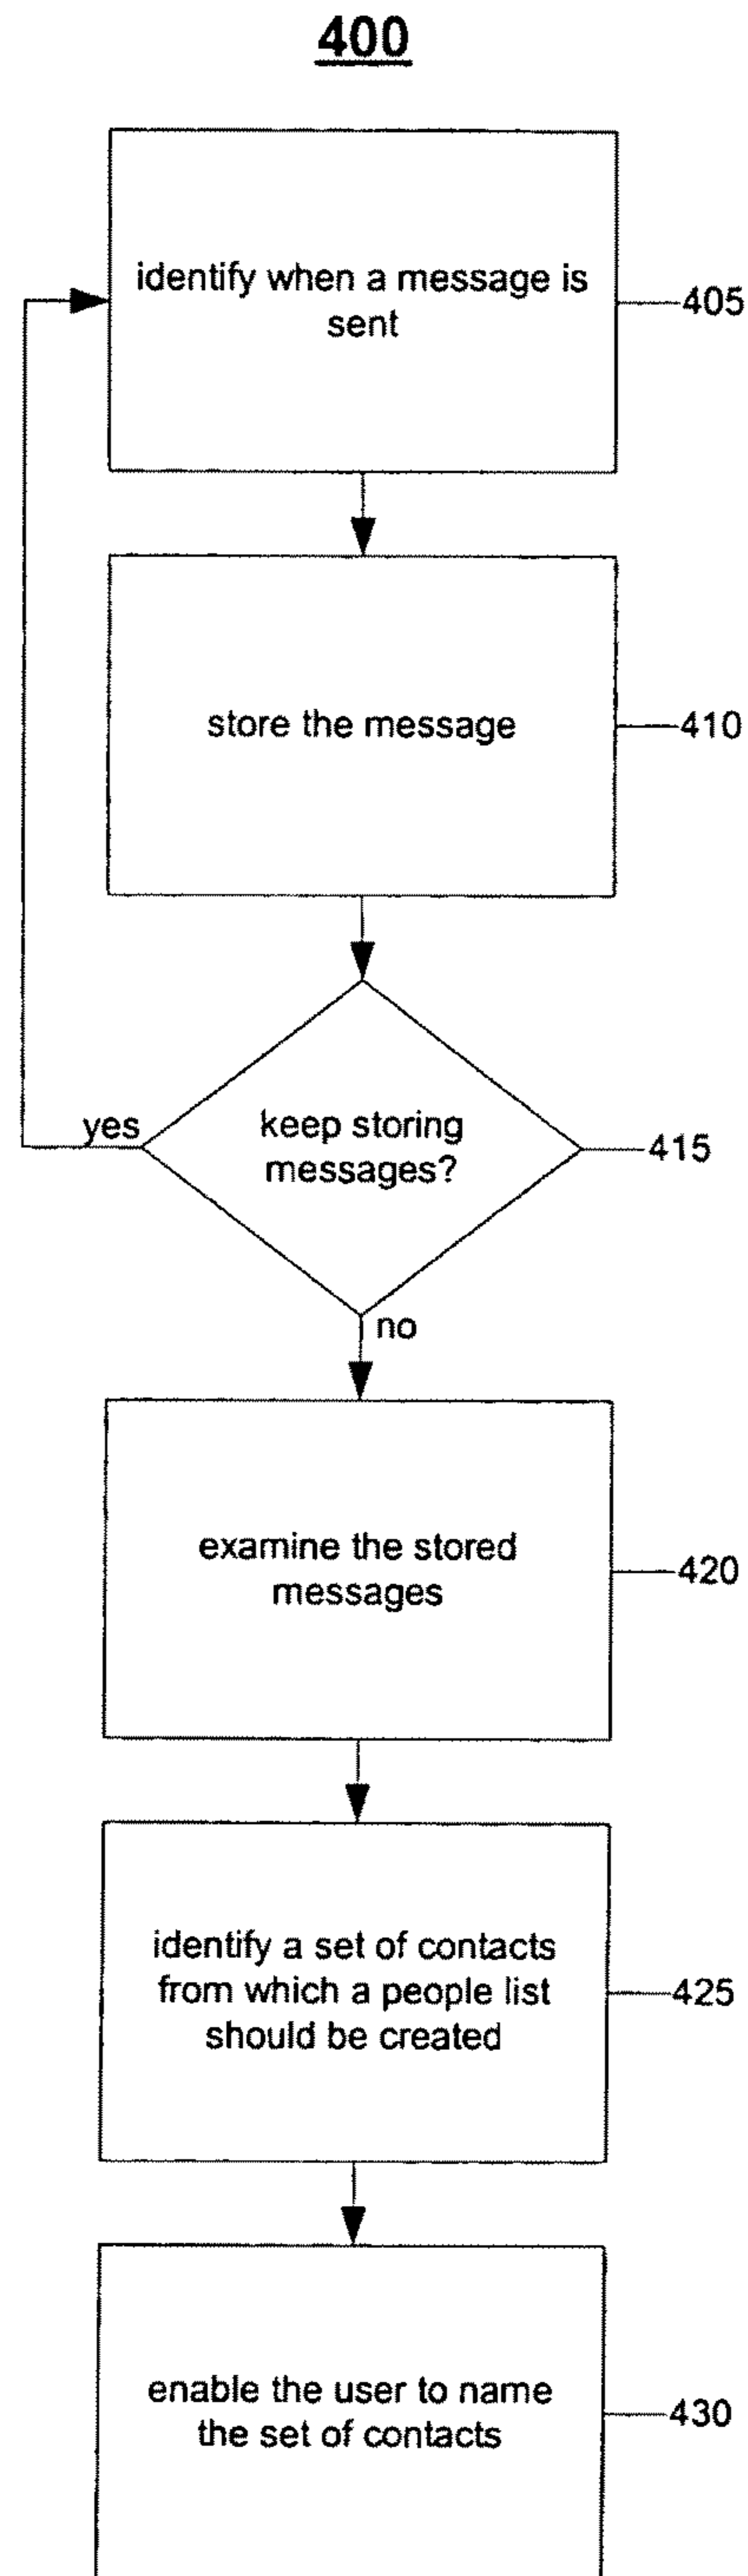 400
identify when a message is
sent
405
store the message
410
yes
keep storing
messages?
415
no
examine the stored
messages
420
identify a set of contacts
from which a people list
should be created
425
enable the user to name
the set of contacts
430